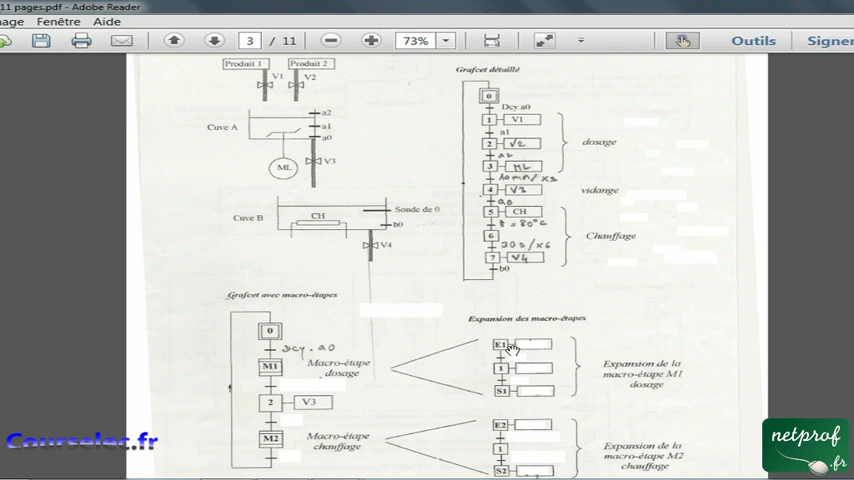 11 pages.pdf - Adobe Reader
nage Fenêtre Aide
3 / 11
73%
Outils
Signer
Produit 1
Produit 2
V1
V2
Cuve A
a2
a1
a0
ML
V3
Cuve B
CH
Sonde de θ
b0
V4
Grafcet détaillé
0
Dcy.a0
1 V1
a1
2 V2
a2
3 ML
10mn/X3
4 V3
a0
5 CH
θ = 80°C
6
30s/X6
7 V4
b0
dosage
vidange
Chauffage
Grafcet avec macro-étapes
0
Dcy.a0
M1
Macro-étape
dosage
2 V3
M2
Macro-étape
chauffage
Expansion des macro-étapes
E1
1
S1
Expansion de la
macro-étape M1
dosage
E2
1
S2
Expansion de la
macro-étape M2
chauffage
Courselec.fr
netprof
.fr